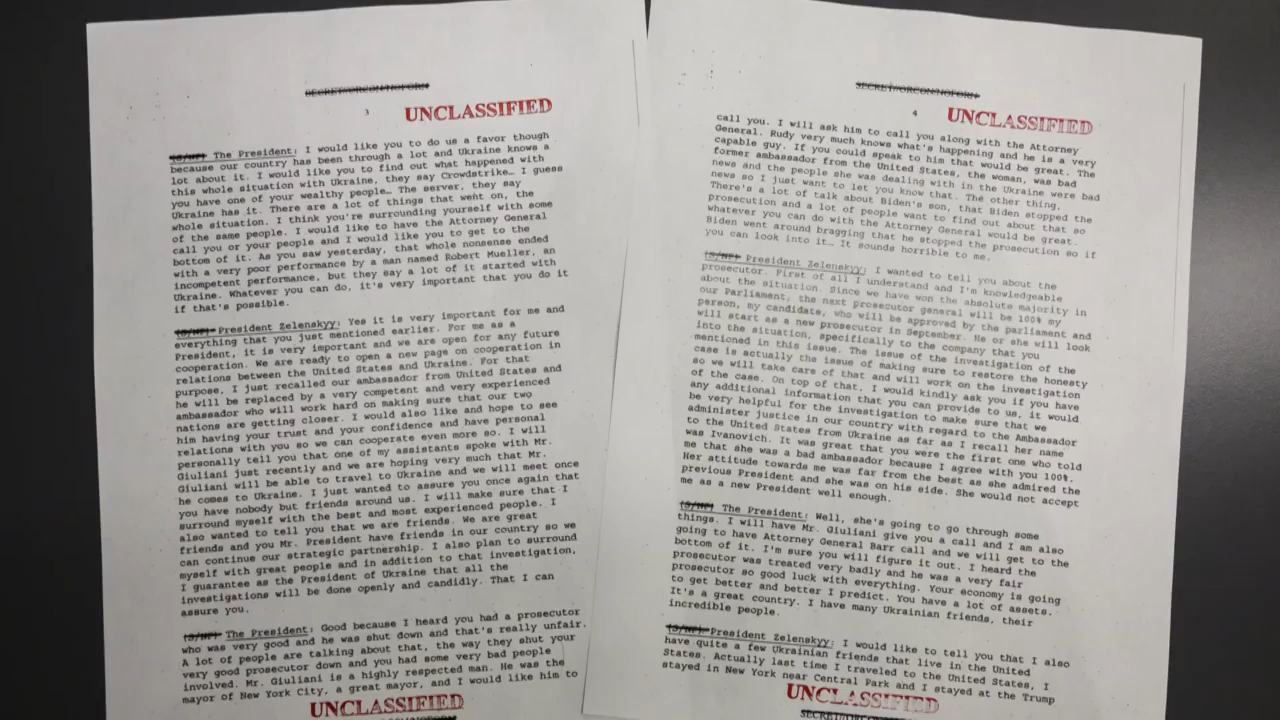 SECRET//ORCON/NOFORN
3
UNCLASSIFIED
(S/NF) The President: I would like you to do us a favor though
because our country has been through a lot and Ukraine knows a
lot about it. I would like you to find out what happened with
this whole situation with Ukraine, they say Crowdstrike… I guess
you have one of your wealthy people… The server, they say
Ukraine has it. There are a lot of things that went on, the
whole situation. I think you're surrounding yourself with some
of the same people. I would like to have the Attorney General
call you or your people and I would like you to get to the
bottom of it. As you saw yesterday, that whole nonsense ended
with a very poor performance by a man named Robert Mueller, an
incompetent performance, but they say a lot of it started with
Ukraine. Whatever you can do, it's very important that you do it
if that's possible.
(S/NF) President Zelenskyy: Yes it is very important for me and
everything that you just mentioned earlier. For me as a
President, it is very important and we are open for any future
cooperation. We are ready to open a new page on cooperation in
relations between the United States and Ukraine. For that
purpose, I just recalled our ambassador from United States and
he will be replaced by a very competent and very experienced
ambassador who will work hard on making sure that our two
nations are getting closer. I would also like and hope to see
him having your trust and your confidence and have personal
relations with you so we can cooperate even more so. I will
personally tell you that one of my assistants spoke with Mr.
Giuliani just recently and we are hoping very much that Mr.
Giuliani will be able to travel to Ukraine and we will meet once
he comes to Ukraine. I just wanted to assure you once again that
you have nobody but friends around us. I will make sure that I
surround myself with the best and most experienced people. I
also wanted to tell you that we are friends. We are great
friends and you Mr. President have friends in our country so we
can continue our strategic partnership. I also plan to surround
myself with great people and in addition to that investigation,
I guarantee as the President of Ukraine that all the
investigations will be done openly and candidly. That I can
assure you.
(S/NF) The President: Good because I heard you had a prosecutor
who was very good and he was shut down and that's really unfair.
A lot of people are talking about that, the way they shut your
very good prosecutor down and you had some very bad people
involved. Mr. Giuliani is a highly respected man. He was the
mayor of New York City, a great mayor, and I would like him to
UNCLASSIFIED
SECRET//ORCON/NOFORN
4
UNCLASSIFIED
call you. I will ask him to call you along with the Attorney
General. Rudy very much knows what's happening and he is a very
capable guy. If you could speak to him that would be great. The
former ambassador from the United States, the woman, was bad
news and the people she was dealing with in the Ukraine were bad
news so I just want to let you know that. The other thing,
There's a lot of talk about Biden's son, that Biden stopped the
prosecution and a lot of people want to find out about that so
whatever you can do with the Attorney General would be great.
Biden went around bragging that he stopped the prosecution so if
you can look into it… It sounds horrible to me.
(S/NF) President Zelenskyy: I wanted to tell you about the
prosecutor. First of all I understand and I'm knowledgeable
about the situation. Since we have won the absolute majority in
our Parliament, the next prosecutor general will be 100% my
person, my candidate, who will be approved by the parliament and
will start as a new prosecutor in September. He or she will look
into the situation, specifically to the company that you
mentioned in this issue. The issue of the investigation of the
case is actually the issue of making sure to restore the honesty
so we will take care of that and will work on the investigation
of the case. On top of that, I would kindly ask you if you have
any additional information that you can provide to us, it would
be very helpful for the investigation to make sure that we
administer justice in our country with regard to the Ambassador
to the United States from Ukraine as far as I recall her name
was Ivanovich. It was great that you were the first one who told
me that she was a bad ambassador because I agree with you 100%.
Her attitude towards me was far from the best as she admired the
previous President and she was on his side. She would not accept
me as a new President well enough.
(S/NF) The President: Well, she's going to go through some
things. I will have Mr. Giuliani give you a call and I am also
going to have Attorney General Barr call and we will get to the
bottom of it. I'm sure you will figure it out. I heard the
prosecutor was treated very badly and he was a very fair
prosecutor so good luck with everything. Your economy is going
to get better and better I predict. You have a lot of assets.
It's a great country. I have many Ukrainian friends, their
incredible people.
(S/NF) President Zelenskyy: I would like to tell you that I also
have quite a few Ukrainian friends that live in the United
States. Actually last time I traveled to the United States, I
stayed in New York near Central Park and I stayed at the Trump
UNCLASSIFIED